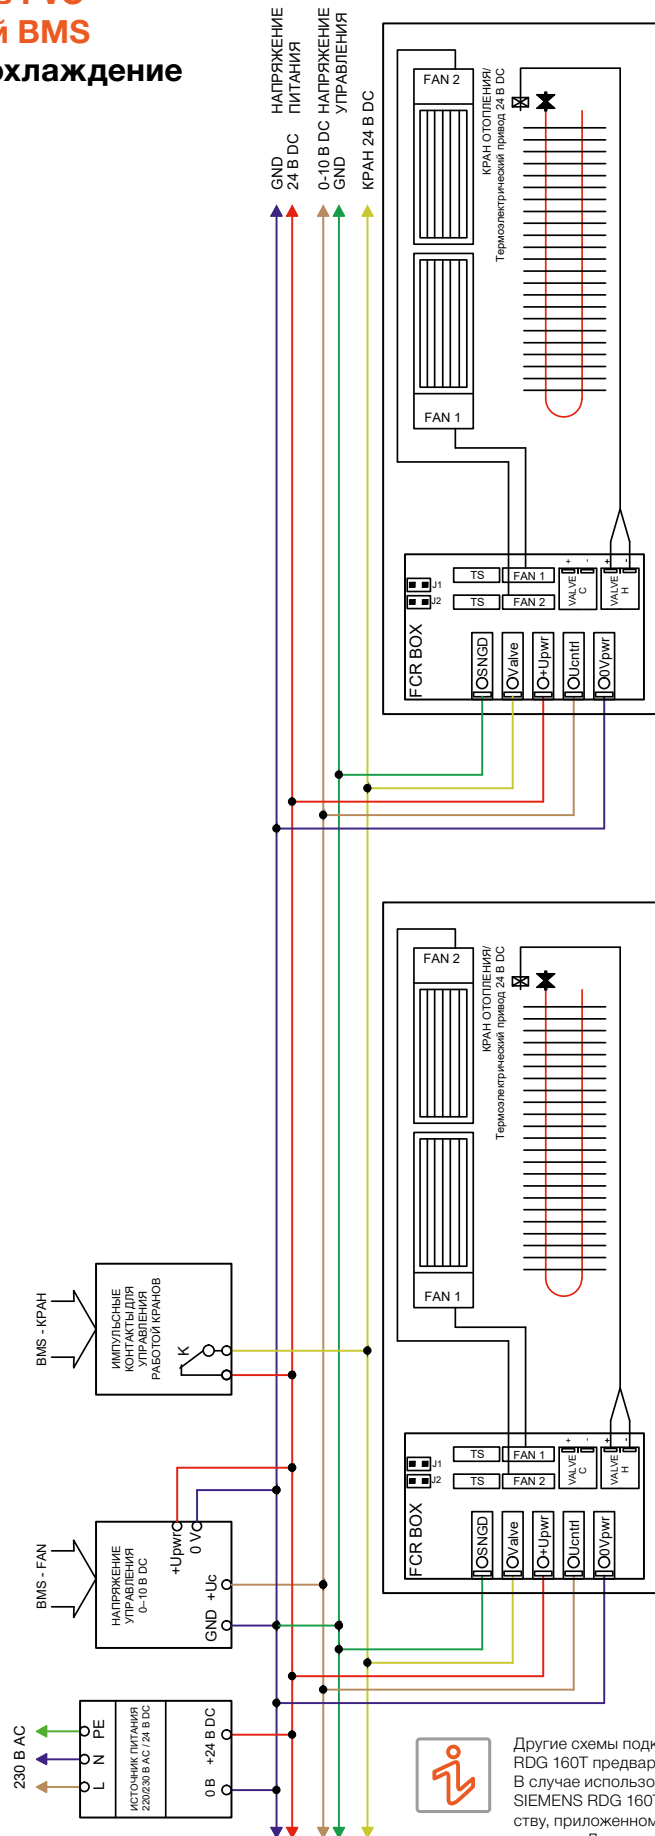 й BMS
охлаждение
GND
НАПРЯЖЕНИЕ
24 В DC ПИТАНИЯ
0-10 В DC НАПРЯЖЕНИЕ
GND УПРАВЛЕНИЯ
КРАН 24 В DC
FAN 2
КРАН ОТОПЛЕНИЯ/
Термоэлектрический привод 24 В DC
FAN 1
FCR BOX
J1
J2
TS
FAN 1
TS
FAN 2
+ -
VALVE
C
+ -
VALVE
H
SNGD
Valve
+Upwr
Ucntrl
0Vpwr
FAN 2
КРАН ОТОПЛЕНИЯ/
Термоэлектрический привод 24 В DC
FAN 1
FCR BOX
J1
J2
TS
FAN 1
TS
FAN 2
+ -
VALVE
C
+ -
VALVE
H
SNGD
Valve
+Upwr
Ucntrl
0Vpwr
BMS - КРАН
ИМПУЛЬСНЫЕ
КОНТАКТЫ ДЛЯ
УПРАВЛЕНИЯ
РАБОТОЙ КРАНОВ
K
BMS - FAN
НАПРЯЖЕНИЕ
УПРАВЛЕНИЯ
0–10 В DC
+Upwr
0 V
GND
+Uc
230 В AC
PE
N
L
ИСТОЧНИК ПИТАНИЯ
220/230 В AC / 24 В DC
0 В
+24 В DC
Другие схемы подк
RDG 160T предвар
В случае использо
SIEMENS RDG 160T
ству, приложенном